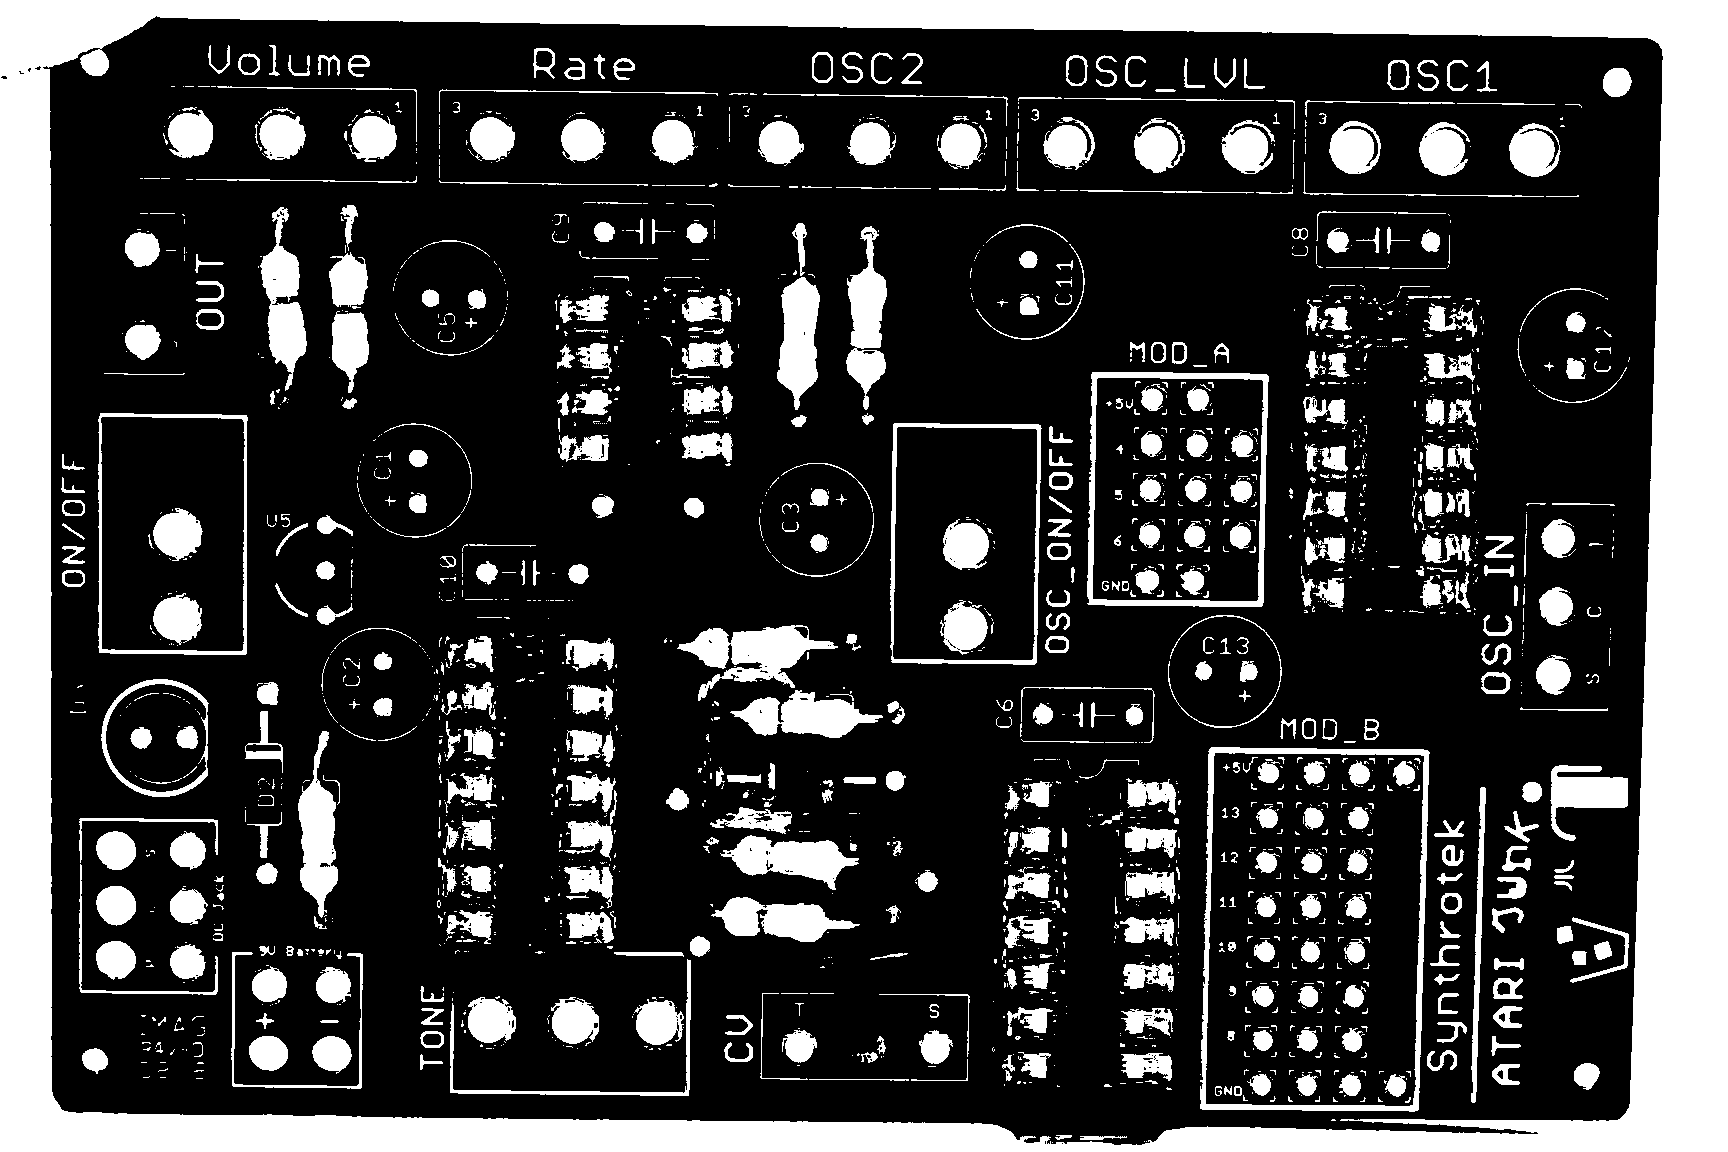 Volume
Rate
OSC2
OSC_LVL
OSC1
1
3
1
3
1
3
1
3
1
OUT
C9
C5
+
C11
+
C8
C17
+
MOD_A
+5V
4
5
6
GND
ON/OFF
C1
+
U5
C3
+
OSC_ON/OFF
C10
C2
+
OSC_IN
T
C
S
C13
+
C6
D2
MOD_B
+5V
13
12
11
10
9
8
GND
DC Jack
9V Battery
+
-
TONE
CV
T
S
Synthrotek
ATARI JUnk